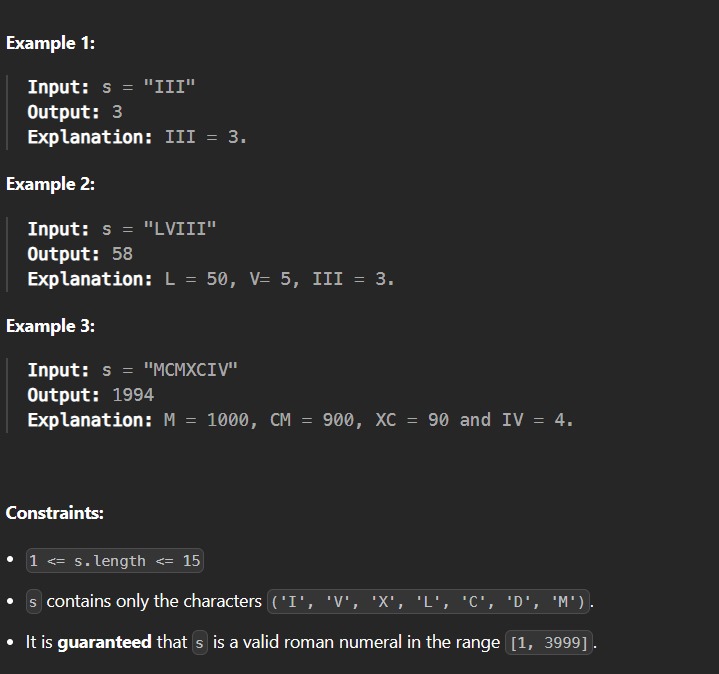 Example 1:
Input: s = "III"
Output: 3
Explanation: III = 3.
Example 2:
Input: s = "LVIII"
Output: 58
Explanation: L = 50, V= 5, III = 3.
Example 3:
Input: s = "MCMXCIV"
Output: 1994
Explanation: M = 1000, CM = 900, XC = 90 and IV = 4.
Constraints:
• 1 <= s.length <= 15
• s contains only the characters ('I', 'V', 'X', 'L', 'C', 'D', 'M').
• It is guaranteed that s is a valid roman numeral in the range [1, 3999].